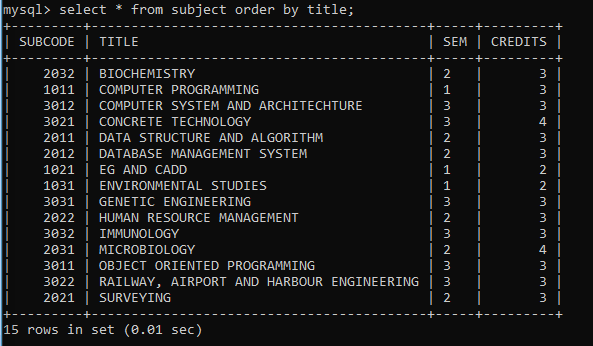 mysql> select * from subject order by title;
+---------+----------------------------------------+-----+---------+
| SUBCODE | TITLE                                  | SEM | CREDITS |
+---------+----------------------------------------+-----+---------+
|    2032 | BIOCHEMISTRY                           | 2   |       3 |
|    1011 | COMPUTER PROGRAMMING                   | 1   |       3 |
|    3012 | COMPUTER SYSTEM AND ARCHITECHTURE      | 3   |       3 |
|    3021 | CONCRETE TECHNOLOGY                    | 3   |       4 |
|    2011 | DATA STRUCTURE AND ALGORITHM           | 2   |       3 |
|    2012 | DATABASE MANAGEMENT SYSTEM             | 2   |       3 |
|    1021 | EG AND CADD                            | 1   |       2 |
|    1031 | ENVIRONMENTAL STUDIES                  | 1   |       2 |
|    3031 | GENETIC ENGINEERING                    | 3   |       3 |
|    2022 | HUMAN RESOURCE MANAGEMENT              | 2   |       3 |
|    3032 | IMMUNOLOGY                             | 3   |       3 |
|    2031 | MICROBIOLOGY                           | 2   |       4 |
|    3011 | OBJECT ORIENTED PROGRAMMING            | 3   |       3 |
|    3022 | RAILWAY, AIRPORT AND HARBOUR ENGINEERING | 3   |       3 |
|    2021 | SURVEYING                              | 2   |       3 |
+---------+----------------------------------------+-----+---------+
15 rows in set (0.01 sec)